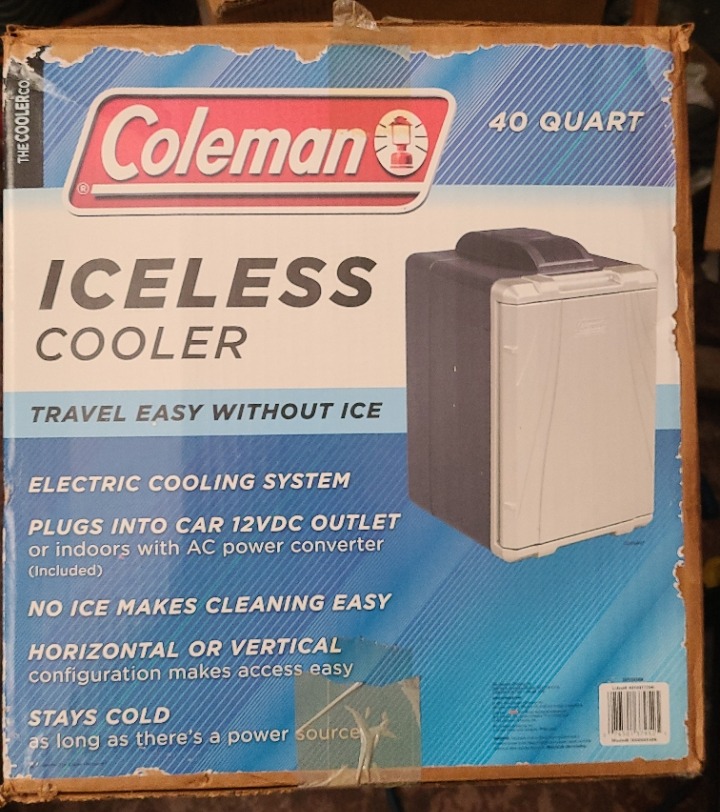 THE COOLER CO.
Coleman
®
40 QUART
ICELESS
COOLER
TRAVEL EASY WITHOUT ICE
ELECTRIC COOLING SYSTEM
PLUGS INTO CAR 12VDC OUTLET
or indoors with AC power converter
(Included)
NO ICE MAKES CLEANING EASY
HORIZONTAL OR VERTICAL
configuration makes access easy
STAYS COLD
as long as there's a power source